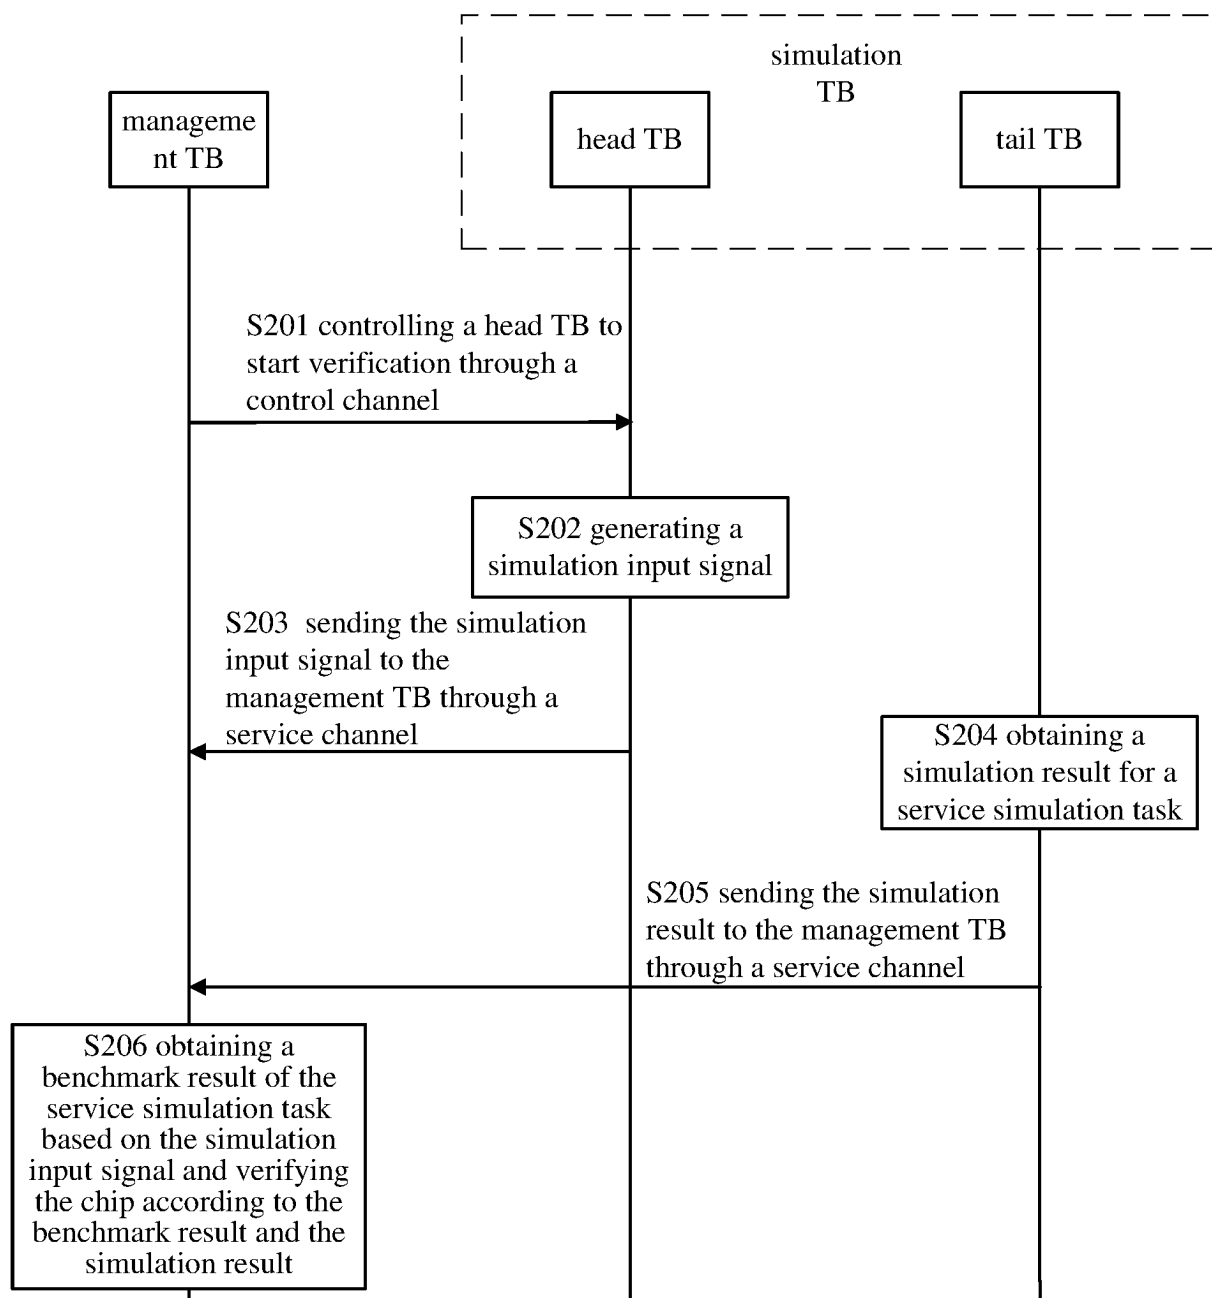 simulation
TB
manageme
nt TB
head TB
tail TB
S201 controlling a head TB to
start verification through a
control channel
S202 generating a
simulation input signal
S203  sending the simulation
input signal to the
management TB through a
service channel
S204 obtaining a
simulation result for a
service simulation task
S205 sending the simulation
result to the management TB
through a service channel
S206 obtaining a
benchmark result of the
service simulation task
based on the simulation
input signal and verifying
the chip according to the
benchmark result and the
simulation result